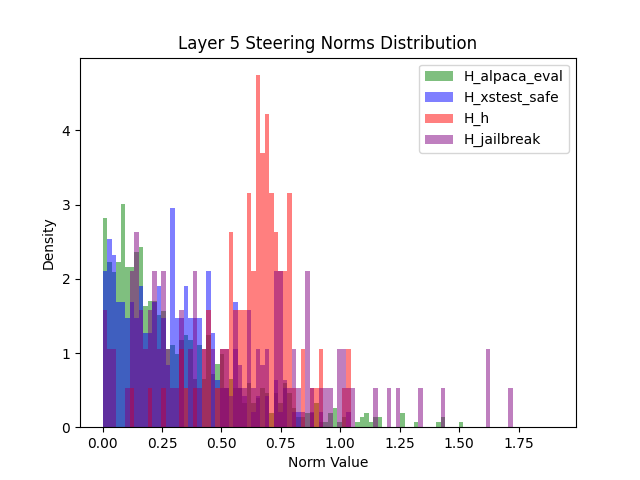 Layer 5 Steering Norms Distribution
H_alpaca_eval
H_xstest_safe
H_h
H_jailbreak
Density
4
3
2
1
0
0.00 0.25 0.50 0.75 1.00 1.25 1.50 1.75
Norm Value